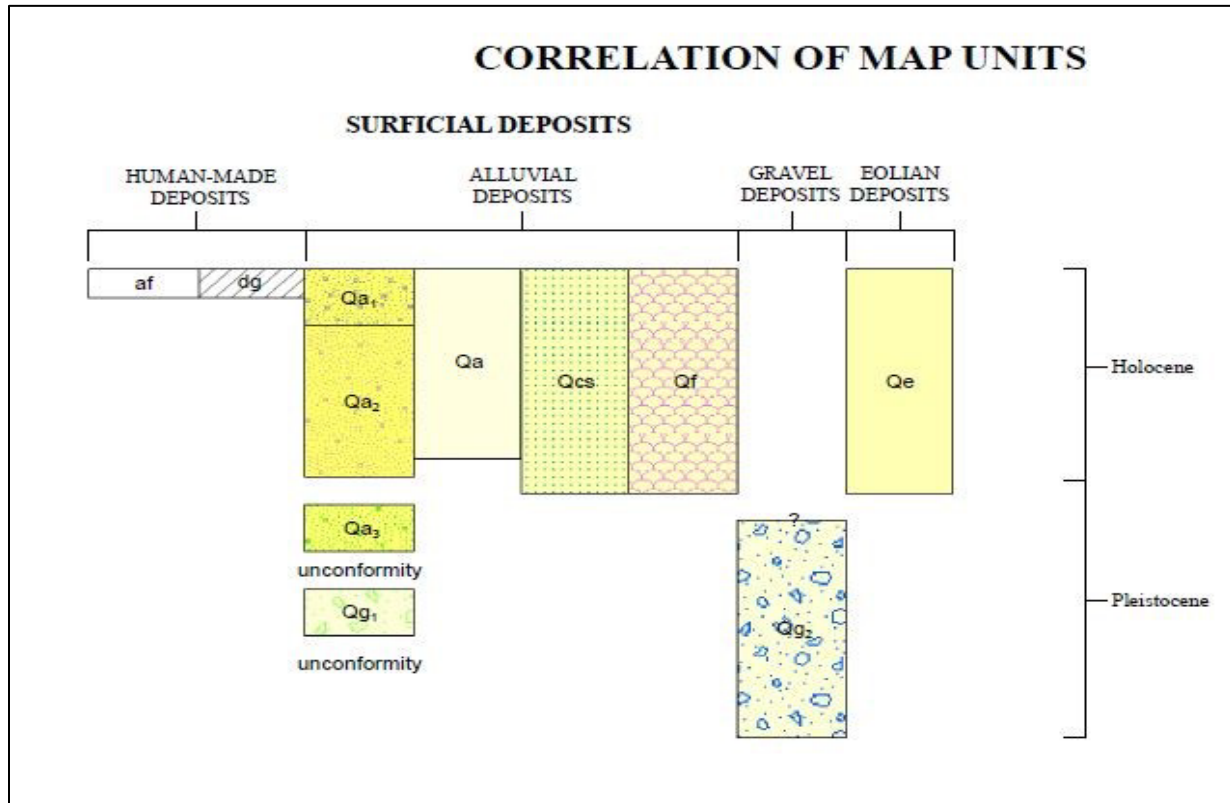 CORRELATION OF MAP UNITS
SURFICIAL DEPOSITS
HUMAN-MADE
DEPOSITS
ALLUVIAL
DEPOSITS
GRAVEL
DEPOSITS
EOLIAN
DEPOSITS
af
dg
Qa₁
Qa₂
Qa
Qcs
Qf
Qe
Holocene
Qa₃
unconformity
Qg₁
unconformity
?
Qg₂
Pleistocene